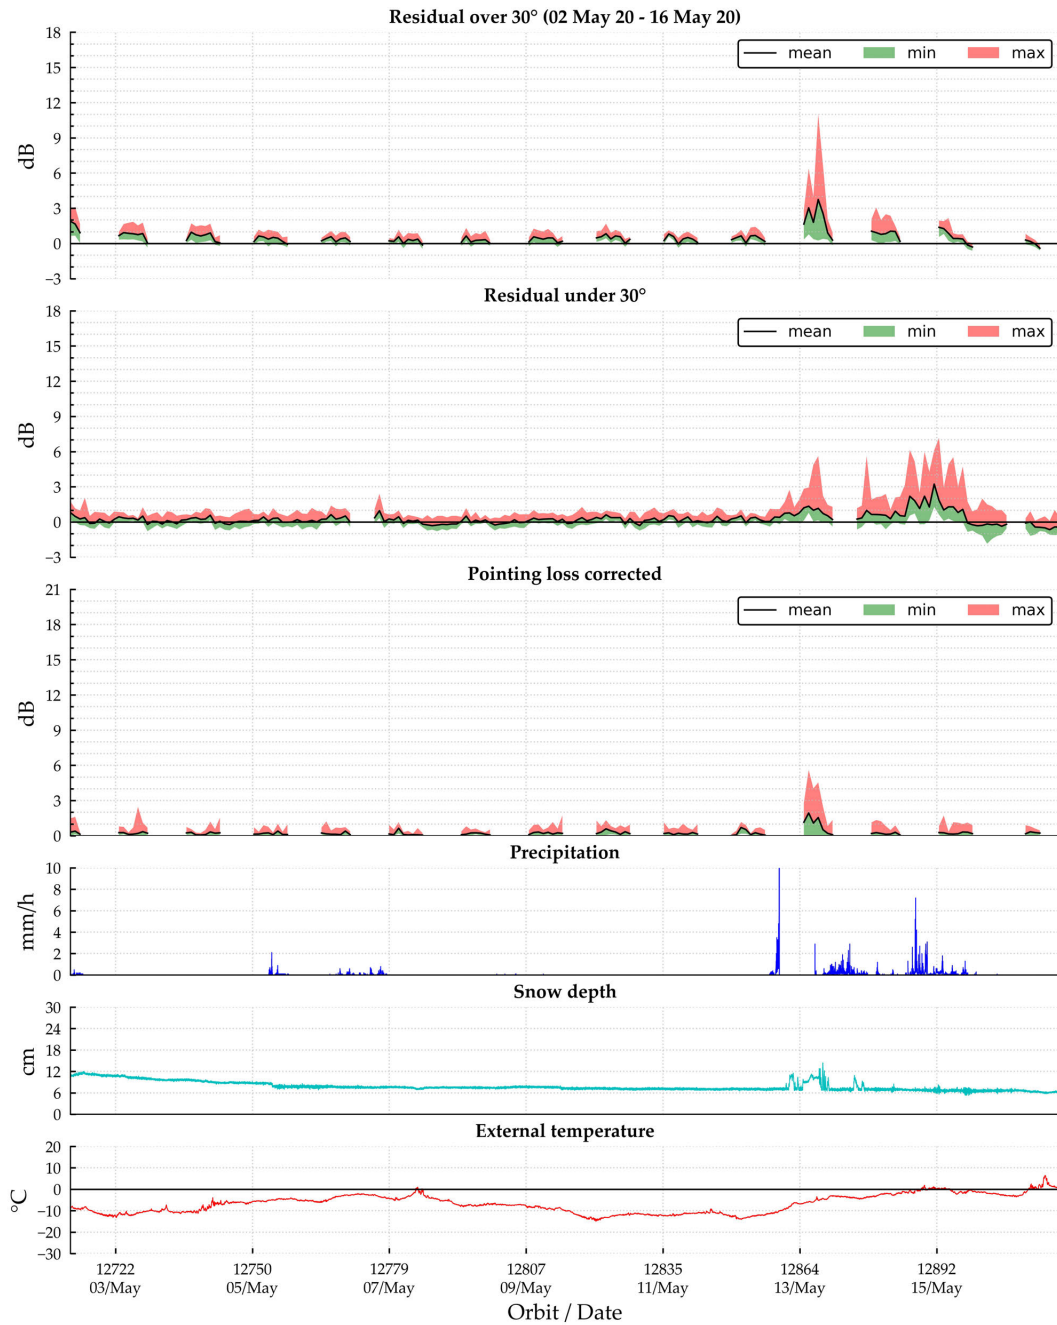 Residual over 30° (02 May 20 - 16 May 20)
18
15
12
9
6
3
0
−3
dB
mean min max
Residual under 30°
18
15
12
9
6
3
0
−3
dB
mean min max
Pointing loss corrected
21
18
15
12
9
6
3
0
dB
mean min max
Precipitation
10
8
6
4
2
0
mm/h
Snow depth
30
24
18
12
6
0
cm
External temperature
20
10
0
−10
−20
−30
°C
12722 12750 12779 12807 12835 12864 12892
03/May 05/May 07/May 09/May 11/May 13/May 15/May
Orbit / Date